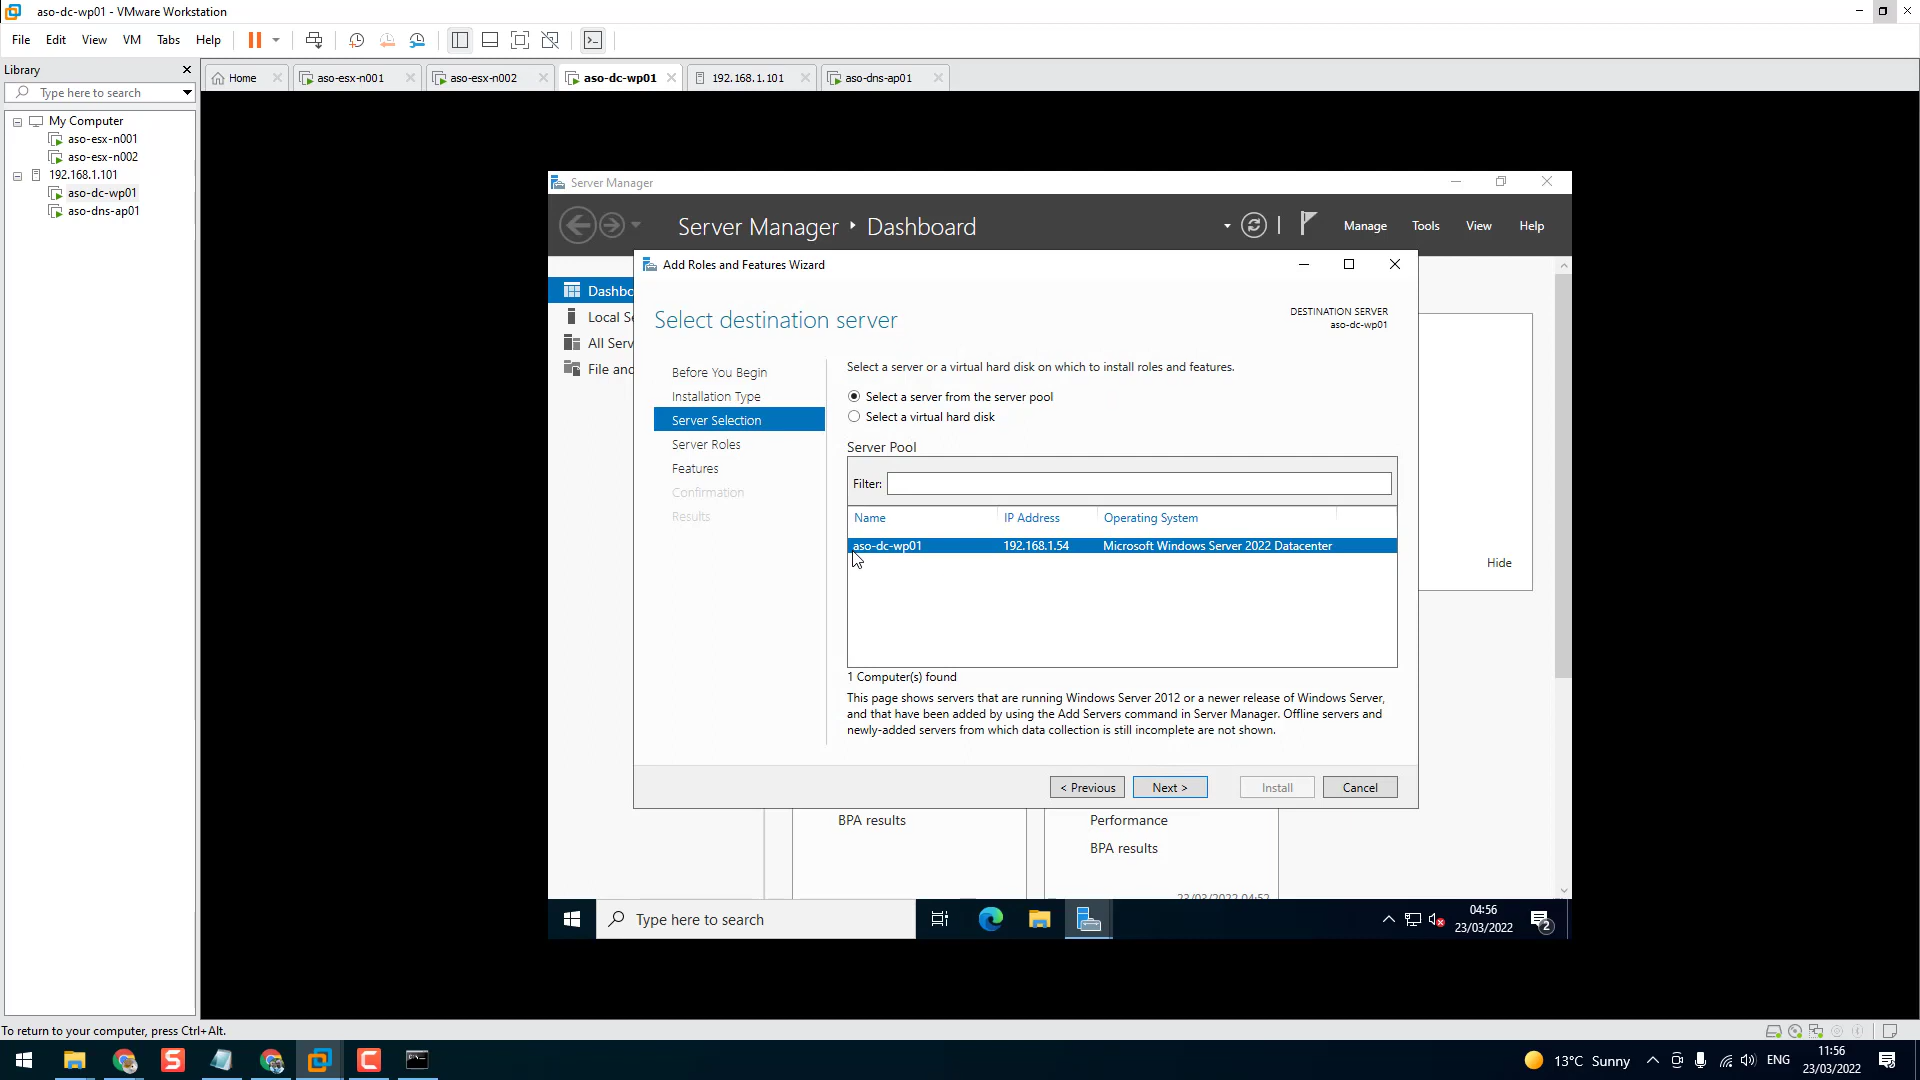 aso-dc-wp01 - VMware Workstation
File Edit View VM Tabs Help
Library
Type here to search
Home
aso-esx-n001
aso-esx-n002
aso-dc-wp01
192.168.1.101
aso-dns-ap01
My Computer
aso-esx-n001
aso-esx-n002
192.168.1.101
aso-dc-wp01
aso-dns-ap01
Server Manager
Server Manager Dashboard
Manage Tools View Help
Dashbo
Local Se
All Serv
File and
Add Roles and Features Wizard
Select destination server
DESTINATION SERVER
aso-dc-wp01
Before You Begin
Installation Type
Server Selection
Server Roles
Features
Confirmation
Results
Select a server or a virtual hard disk on which to install roles and features.
Select a server from the server pool
Select a virtual hard disk
Server Pool
Filter:
Name IP Address Operating System
aso-dc-wp01 192.168.1.54 Microsoft Windows Server 2022 Datacenter
1 Computer(s) found
This page shows servers that are running Windows Server 2012 or a newer release of Windows Server,
and that have been added by using the Add Servers command in Server Manager. Offline servers and
newly-added servers from which data collection is still incomplete are not shown.
< Previous Next > Install Cancel
Hide
BPA results
Performance
BPA results
23/03/2022 04:52
Type here to search
04:56
23/03/2022
2
To return to your computer, press Ctrl+Alt.
13°C Sunny
ENG
11:56
23/03/2022